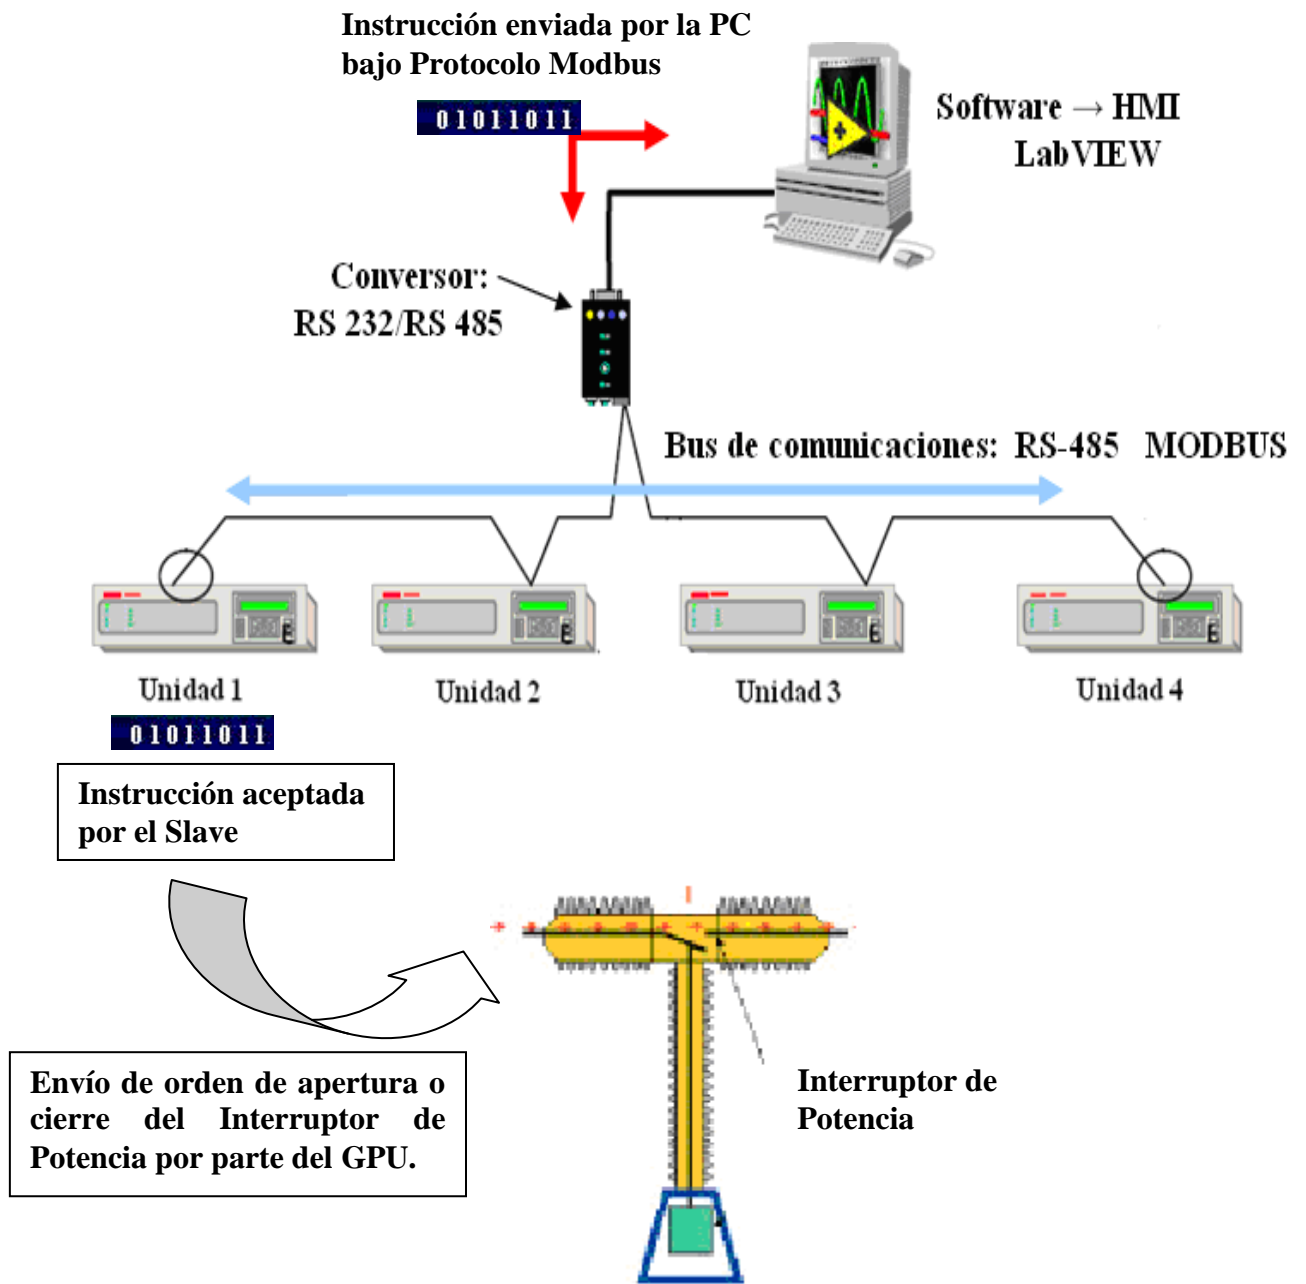 Instrucción enviada por la PC
bajo Protocolo Modbus
01011011
Software → HMI
LabVIEW
Conversor:
RS 232/RS 485
Bus de comunicaciones: RS-485 MODBUS
Unidad 1
Unidad 2
Unidad 3
Unidad 4
01011011
Instrucción aceptada
por el Slave
Envío de orden de apertura o
cierre del Interruptor de
Potencia por parte del GPU.
Interruptor de
Potencia